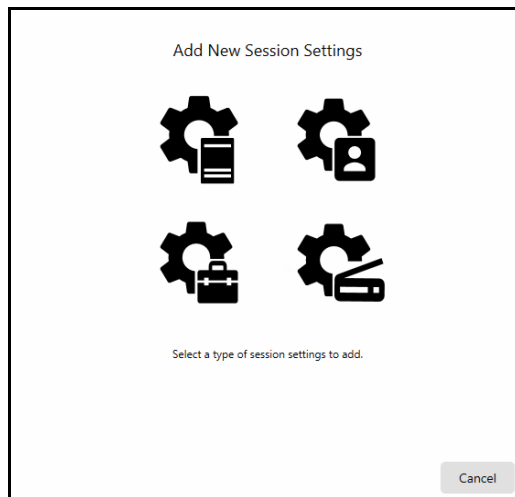 Add New Session Settings
Select a type of session settings to add.
Cancel